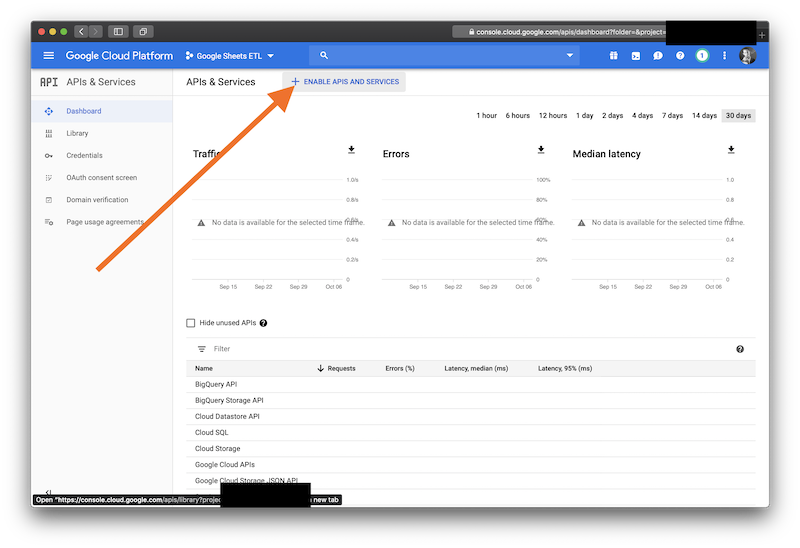 console.cloud.google.com/apis/dashboard?folder=&project=
Google Cloud Platform
Google Sheets ETL
1
API APIs & Services
APIs & Services
ENABLE APIS AND SERVICES
Dashboard
Library
Credentials
OAuth consent screen
Domain verification
Page usage agreements
1 hour 6 hours 12 hours 1 day 2 days 4 days 7 days 14 days 30 days
Traffic
1.0/s
0.8/s
0.6/s
0.4/s
0.2/s
0
No data is available for the selected time frame.
Sep 15 Sep 22 Sep 29 Oct 06
Errors
100%
80%
60%
40%
20%
0
No data is available for the selected time frame.
Sep 15 Sep 22 Sep 29 Oct 06
Median latency
1.0
0.8
0.6
0.4
0.2
0
No data is available for the selected time frame.
Sep 15 Sep 22 Sep 29 Oct 06
Hide unused APIs
Filter
Name Requests Errors (%) Latency, median (ms) Latency, 95% (ms)
BigQuery API
BigQuery Storage API
Cloud Datastore API
Cloud SQL
Cloud Storage
Google Cloud APIs
Google Cloud Storage JSON API
Open "https://console.cloud.google.com/apis/library?projec
new tab